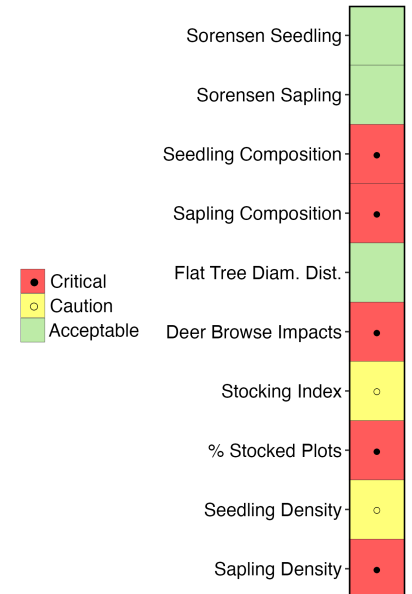 Sorensen Seedling
Sorensen Sapling
Seedling Composition
Sapling Composition
Flat Tree Diam. Dist.
Deer Browse Impacts
Stocking Index
% Stocked Plots
Seedling Density
Sapling Density
Critical
Caution
Acceptable